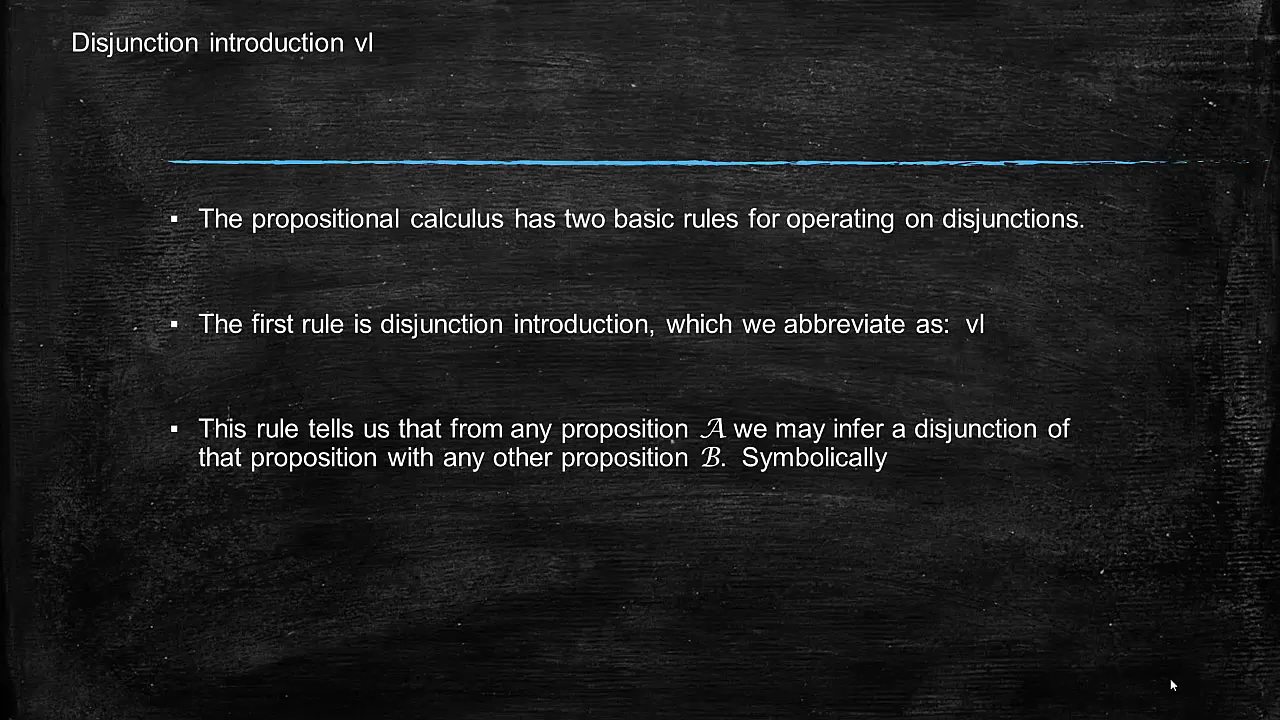 Disjunction introduction vI
▪ The propositional calculus has two basic rules for operating on disjunctions.
▪ The first rule is disjunction introduction, which we abbreviate as: vI
▪ This rule tells us that from any proposition 𝒜 we may infer a disjunction of
that proposition with any other proposition ℬ. Symbolically